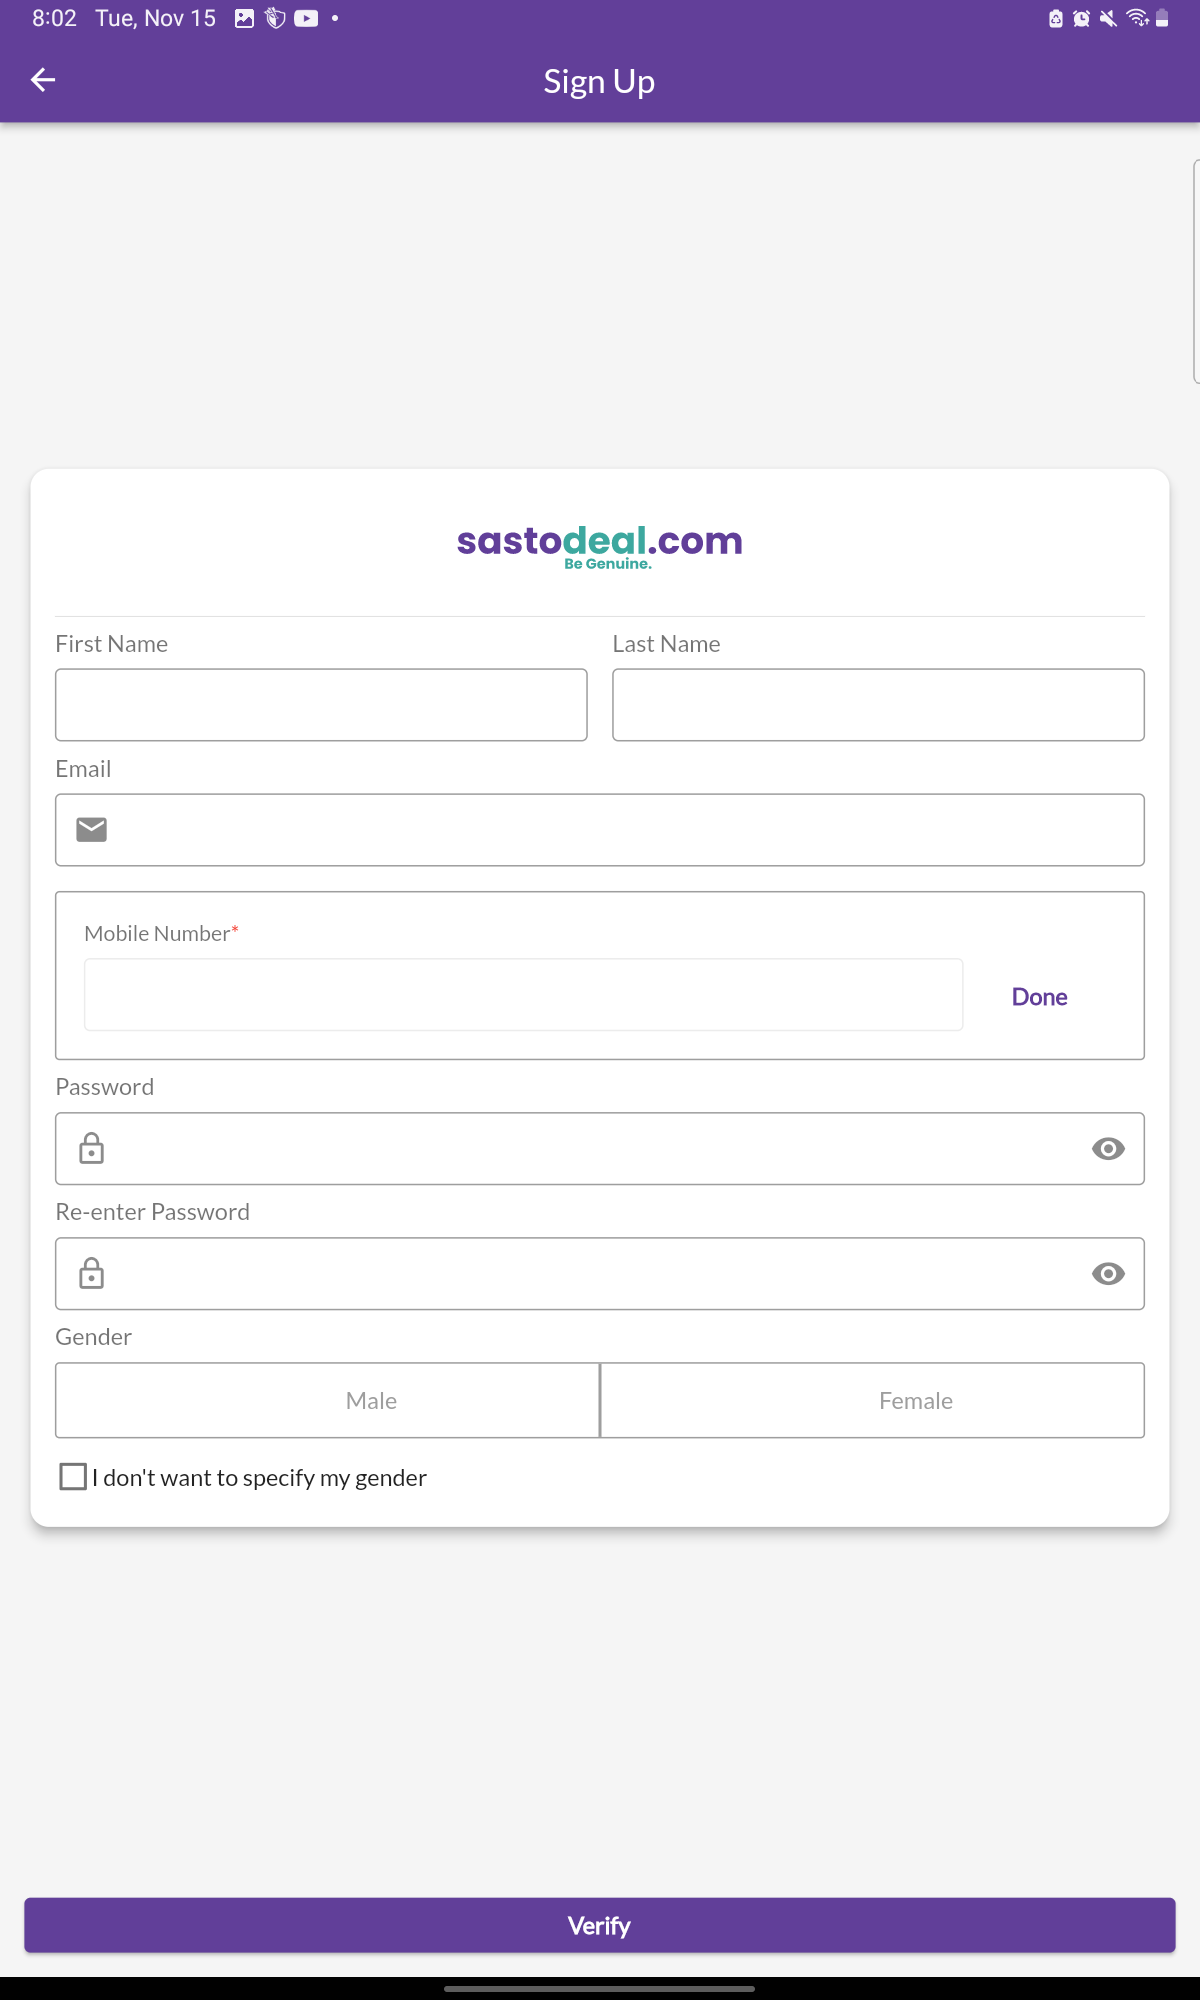 8:02 Tue, Nov 15
Sign Up
sastodeal.com
Be Genuine.
First Name
Last Name
Email
Mobile Number*
Done
Password
Re-enter Password
Gender
Male
Female
I don't want to specify my gender
Verify